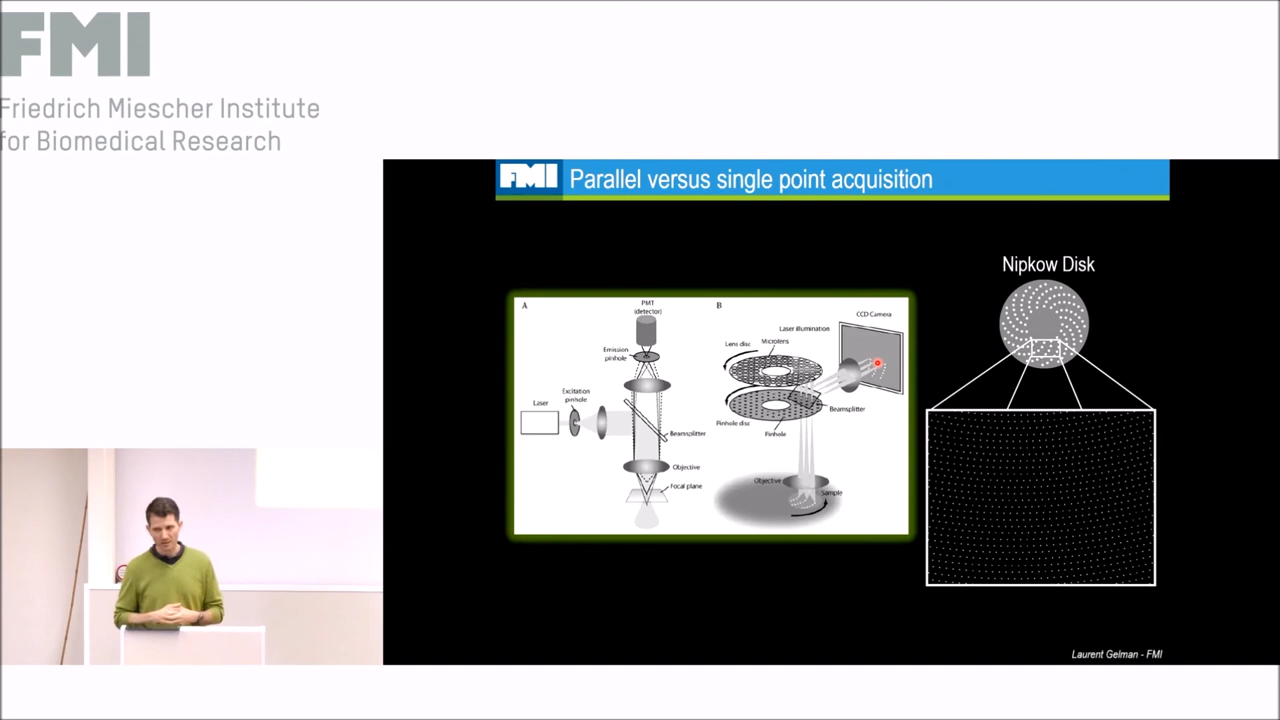 FMI
Friedrich Miescher Institute
for Biomedical Research
FMI
Parallel versus single point acquisition
Nipkow Disk
A
PMT
(detector)
Emission
pinhole
Excitation
pinhole
Laser
Beamsplitter
Objective
Focal plane
B
CCD Camera
Laser illumination
Microlens
Lens disc
Beamsplitter
Pinhole disc
Pinhole
Objective
Sample
Laurent Gelman - FMI